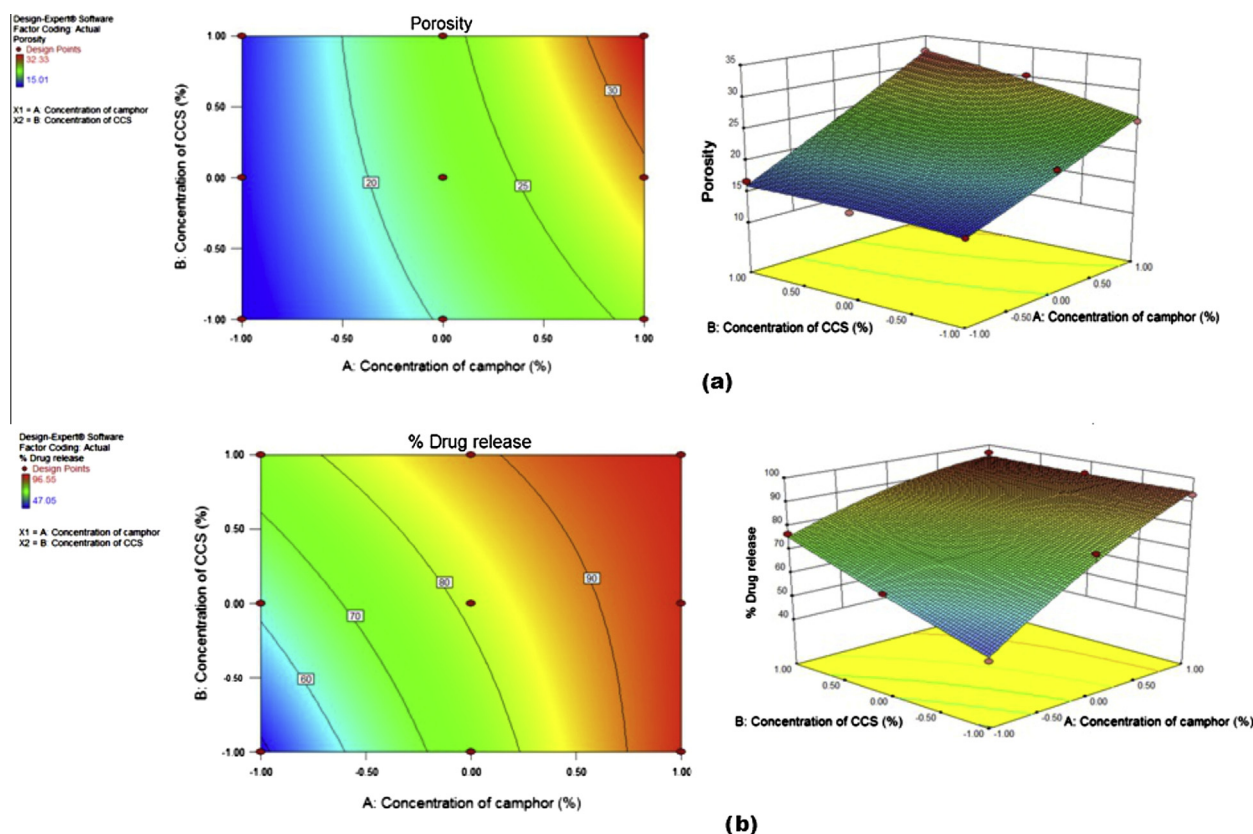 Design-Expert® Software
Factor Coding: Actual
Porosity
Design Points
32.33
15.01
X1 = A: Concentration of camphor
X2 = B: Concentration of CCS
Porosity
B: Concentration of CCS (%)
1.00
0.50
0.00
-0.50
-1.00
20
25
30
-1.00 -0.50 0.00 0.50 1.00
A: Concentration of camphor (%)
Porosity
35
30
25
20
15
10
1.00 0.50 0.00 -0.50 -1.00
B: Concentration of CCS (%)
-1.00 -0.50 0.00 0.50 1.00
A: Concentration of camphor (%)
(a)
Design-Expert® Software
Factor Coding: Actual
% Drug release
Design Points
96.55
47.05
X1 = A: Concentration of camphor
X2 = B: Concentration of CCS
% Drug release
B: Concentration of CCS (%)
1.00
0.50
0.00
-0.50
-1.00
60
70
80
90
-1.00 -0.50 0.00 0.50 1.00
A: Concentration of camphor (%)
% Drug release
100
90
80
70
60
50
40
1.00 0.50 0.00 -0.50 -1.00
B: Concentration of CCS (%)
-1.00 -0.50 0.00 0.50 1.00
A: Concentration of camphor (%)
(b)